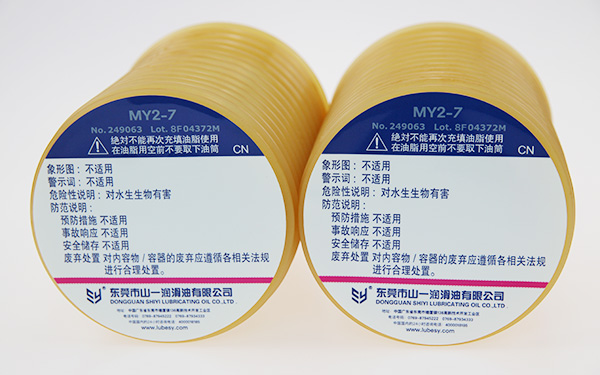 MY2-7
No. 249063 Lot. 8F04372M
绝对不能再次充填油脂使用
在油脂用空前不要取下油筒
CN
象形图: 不适用
警示词: 不适用
危险性说明: 对水生生物有害
防范说明:
预防措施 不适用
事故响应 不适用
安全储存 不适用
废弃处置 对内容物 / 容器的废弃应遵循各相关法规
进行合理处置。
SY 东莞市山一润滑油有限公司
DONGGUAN SHIYI LUBRICATING OIL CO.,LTD
www.lubesy.com
MY2-7
No. 249063 Lot. 8F04372M
绝对不能再次充填油脂使用
在油脂用空前不要取下油筒
CN
象形图: 不适用
警示词: 不适用
危险性说明: 对水生生物有害
防范说明:
预防措施 不适用
事故响应 不适用
安全储存 不适用
废弃处置 对内容物 / 容器的废弃应遵循各相关法规
进行合理处置。
SY 东莞市山一润滑油有限公司
DONGGUAN SHIYI LUBRICATING OIL CO.,LTD
www.lubesy.com